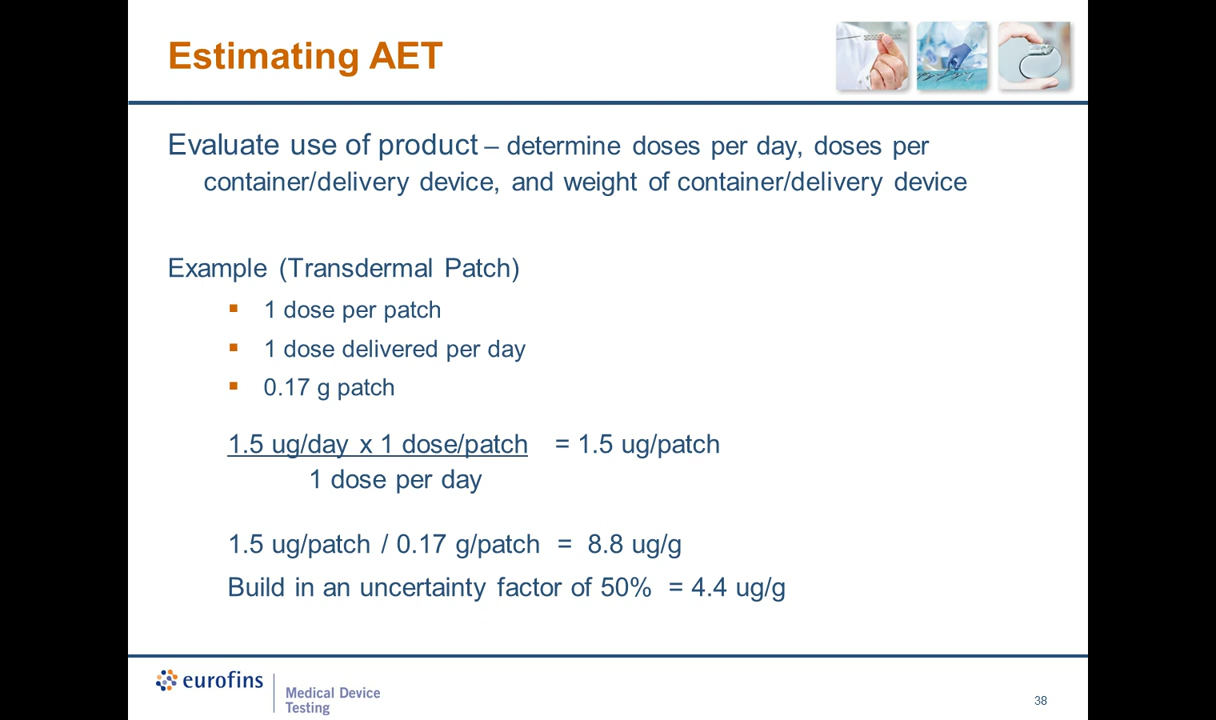 Estimating AET
Evaluate use of product – determine doses per day, doses per
container/delivery device, and weight of container/delivery device
Example (Transdermal Patch)
▪ 1 dose per patch
▪ 1 dose delivered per day
▪ 0.17 g patch
1.5 ug/day x 1 dose/patch = 1.5 ug/patch
1 dose per day
1.5 ug/patch / 0.17 g/patch = 8.8 ug/g
Build in an uncertainty factor of 50% = 4.4 ug/g
eurofins
Medical Device
Testing
38